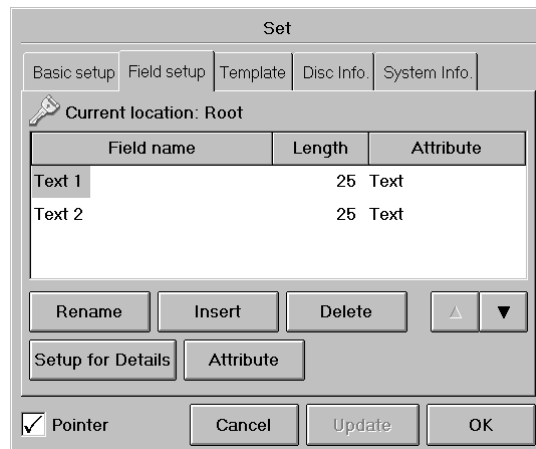 Set
Basic setup Field setup Template Disc Info. System Info.
Current location: Root
Field name Length Attribute
Text 1 25 Text
Text 2 25 Text
Rename Insert Delete
Setup for Details Attribute
Pointer Cancel Update OK